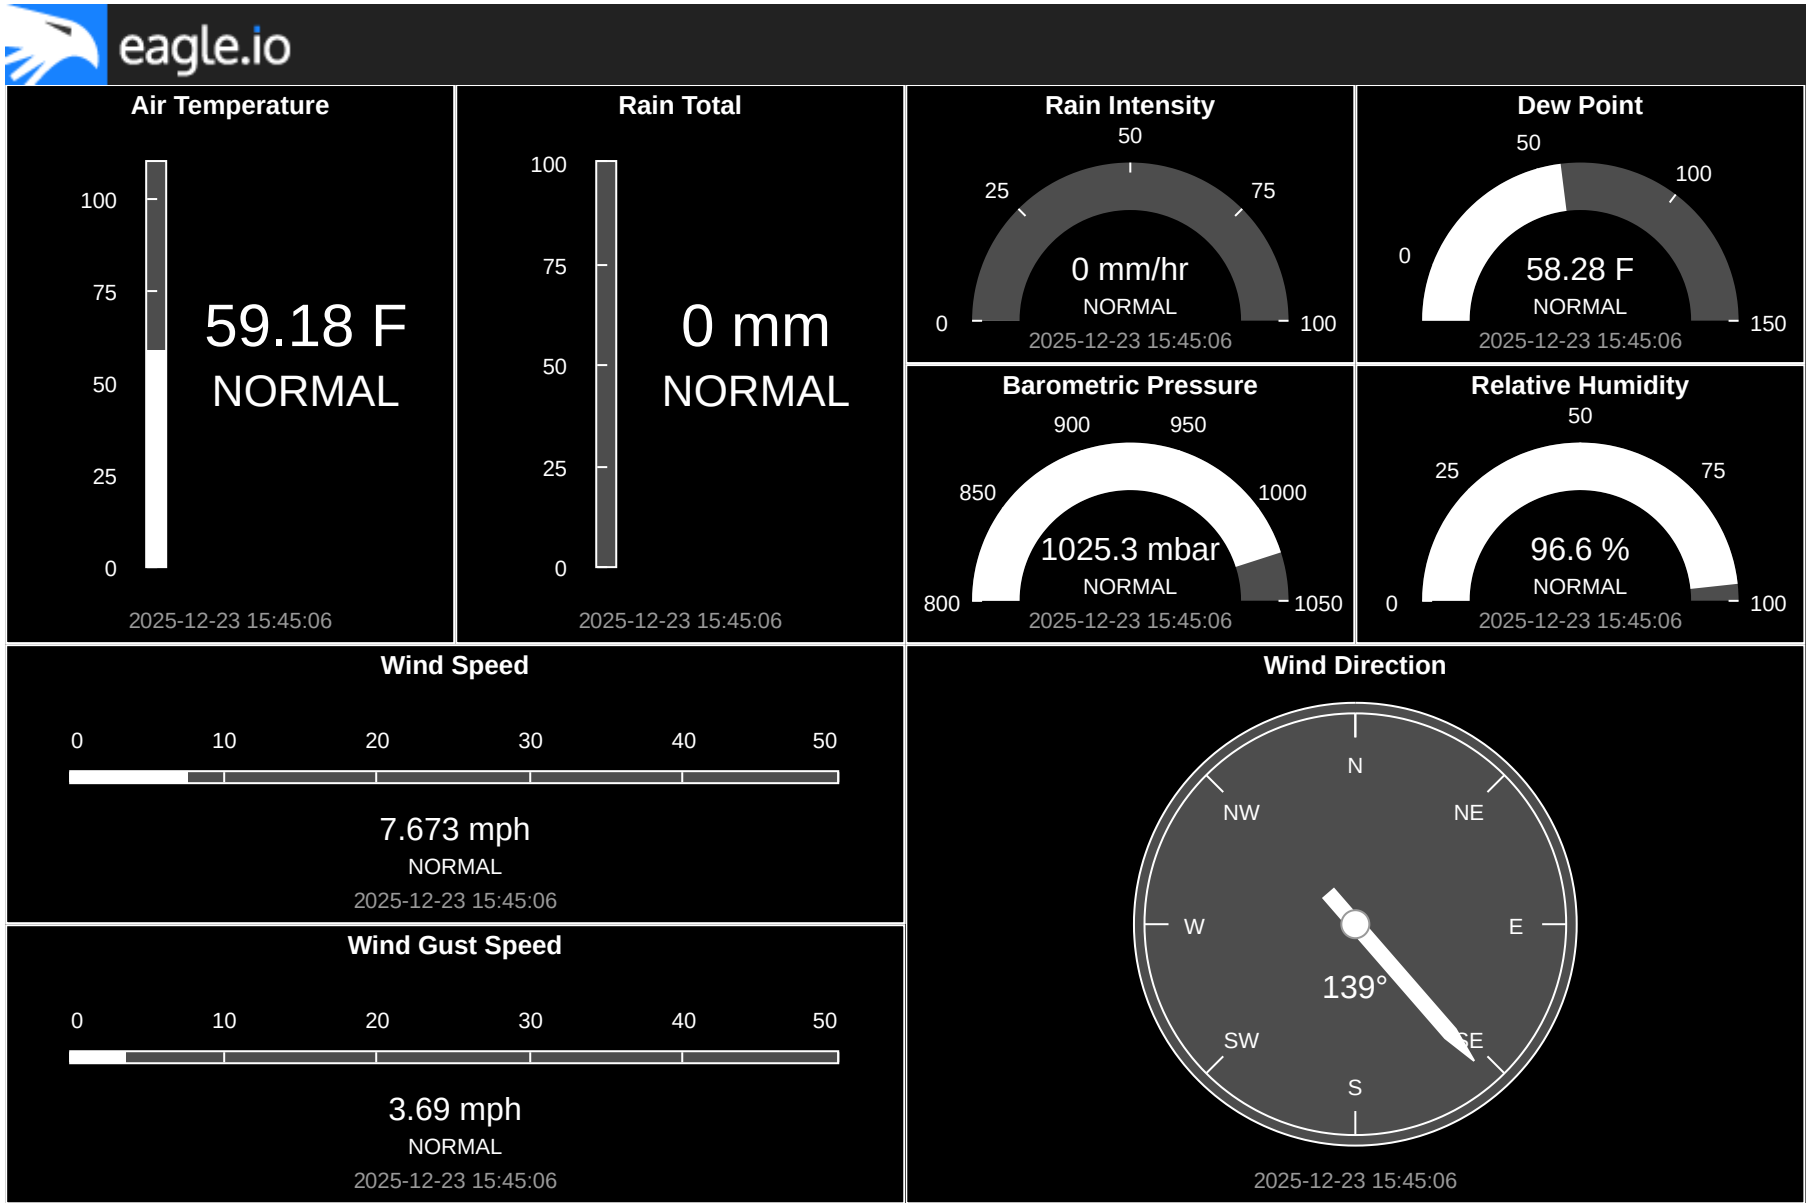 eagle.io
Air Temperature
100
75
50
25
0
59.18 F
NORMAL
2025-12-23 15:45:06
Rain Total
100
75
50
25
0
0 mm
NORMAL
2025-12-23 15:45:06
Rain Intensity
0
25
50
75
100
0 mm/hr
NORMAL
2025-12-23 15:45:06
Dew Point
0
50
100
150
58.28 F
NORMAL
2025-12-23 15:45:06
Barometric Pressure
800
850
900
950
1000
1050
1025.3 mbar
NORMAL
2025-12-23 15:45:06
Relative Humidity
0
25
50
75
100
96.6 %
NORMAL
2025-12-23 15:45:06
Wind Speed
0 10 20 30 40 50
7.673 mph
NORMAL
2025-12-23 15:45:06
Wind Gust Speed
0 10 20 30 40 50
3.69 mph
NORMAL
2025-12-23 15:45:06
Wind Direction
N
NW NE
W E
139°
SW SE
S
2025-12-23 15:45:06